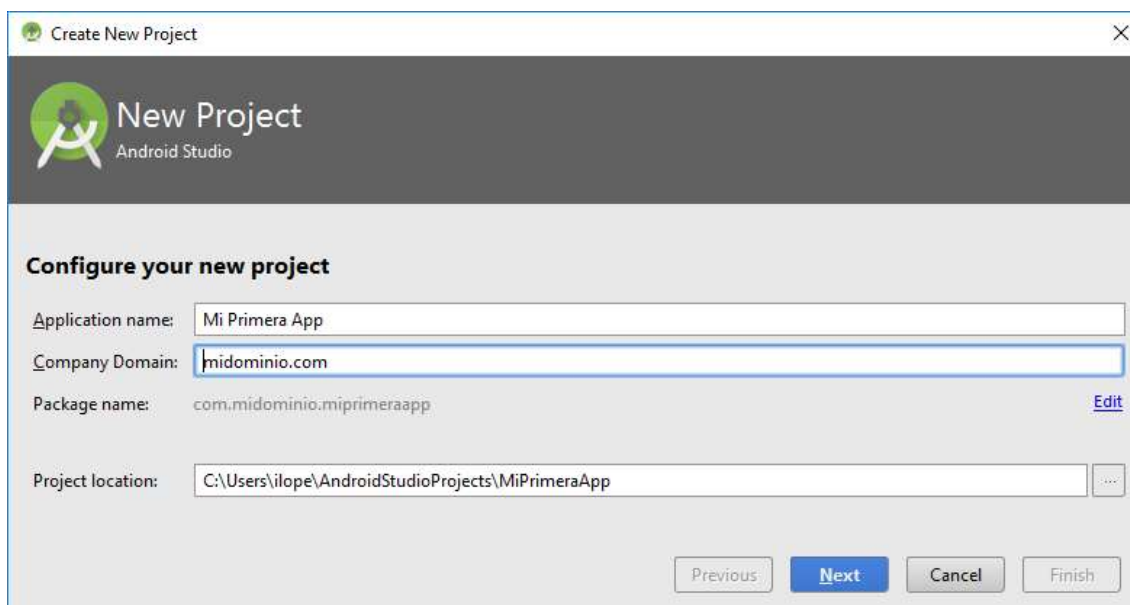 Create New Project
New Project
Android Studio
Configure your new project
Application name: Mi Primera App
Company Domain: midominio.com
Package name: com.midominio.miprimeraapp Edit
Project location: C:\Users\ilope\AndroidStudioProjects\MiPrimeraApp ...
Previous Next Cancel Finish